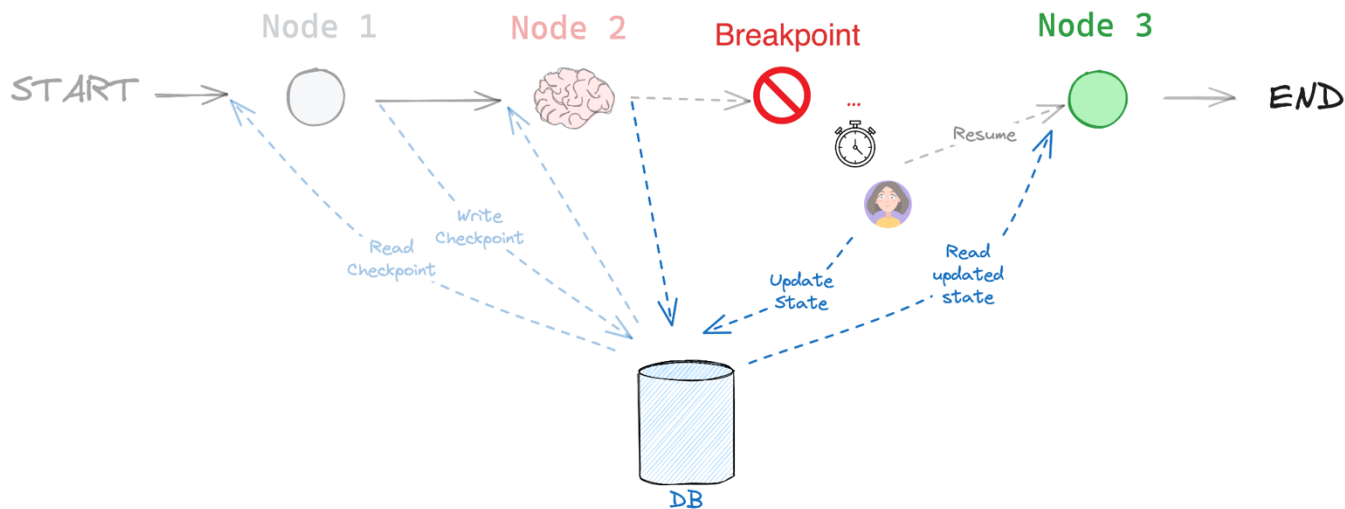 Node 1
Node 2
Breakpoint
Node 3
START
...
END
Resume
Write
Checkpoint
Read
Checkpoint
Update
State
Read
updated
state
DB